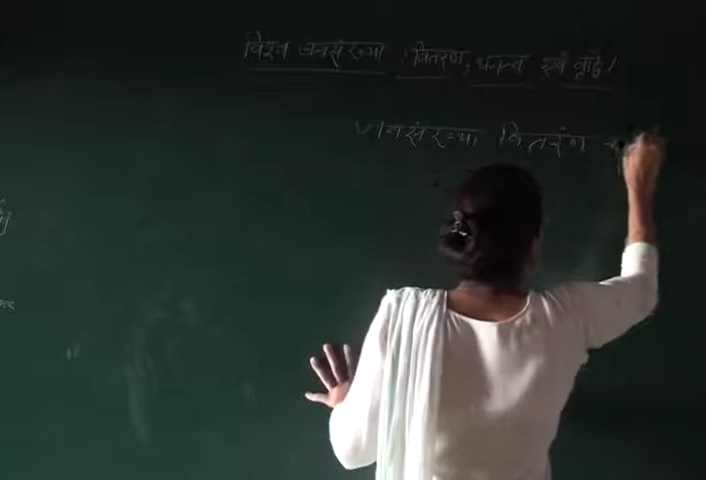 विश्व जनसंख्या : वितरण, घनत्व एवं वृद्धि।
जनसंख्या वितरण